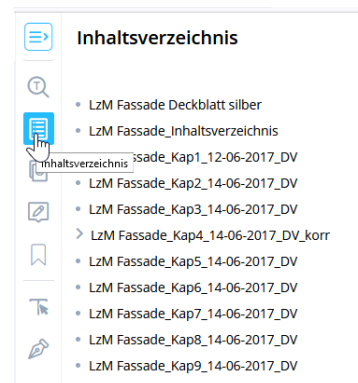 Inhaltsverzeichnis
LzM Fassade Deckblatt silber
LzM Fassade_Inhaltsverzeichnis
ssade_Kap1_12-06-2017_DV
Inhaltsverzeichnis
LzM Fassade_Kap2_14-06-2017_DV
LzM Fassade_Kap3_14-06-2017_DV
LzM Fassade_Kap4_14-06-2017_DV_korr
LzM Fassade_Kap5_14-06-2017_DV
LzM Fassade_Kap6_14-06-2017_DV
LzM Fassade_Kap7_14-06-2017_DV
LzM Fassade_Kap8_14-06-2017_DV
LzM Fassade_Kap9_14-06-2017_DV